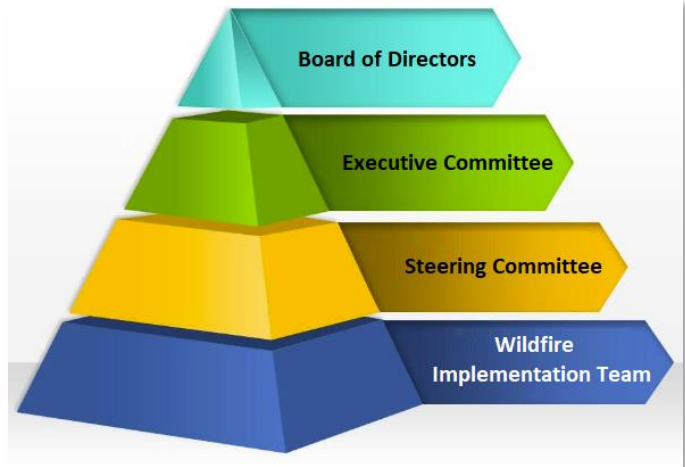 Board of Directors
Executive Committee
Steering Committee
Wildfire
Implementation Team